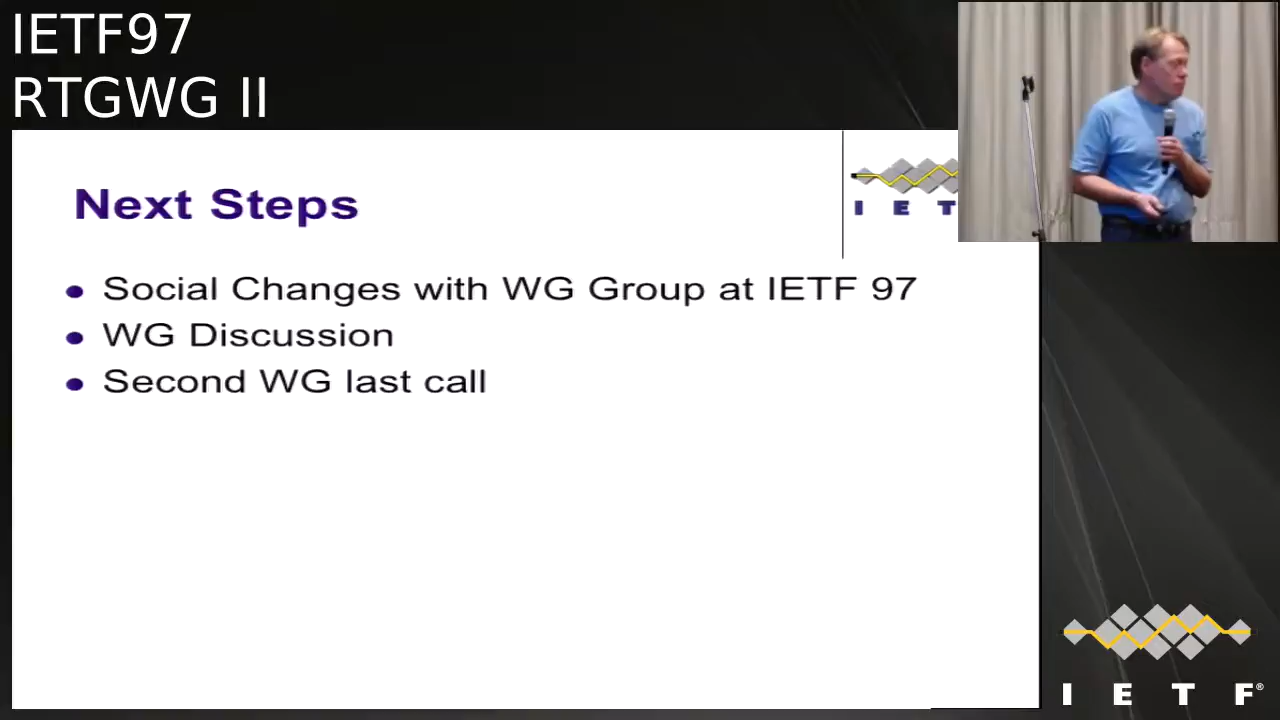 IETF97
RTGWG II
Next Steps
I E T
Social Changes with WG Group at IETF 97
WG Discussion
Second WG last call
I E T F®